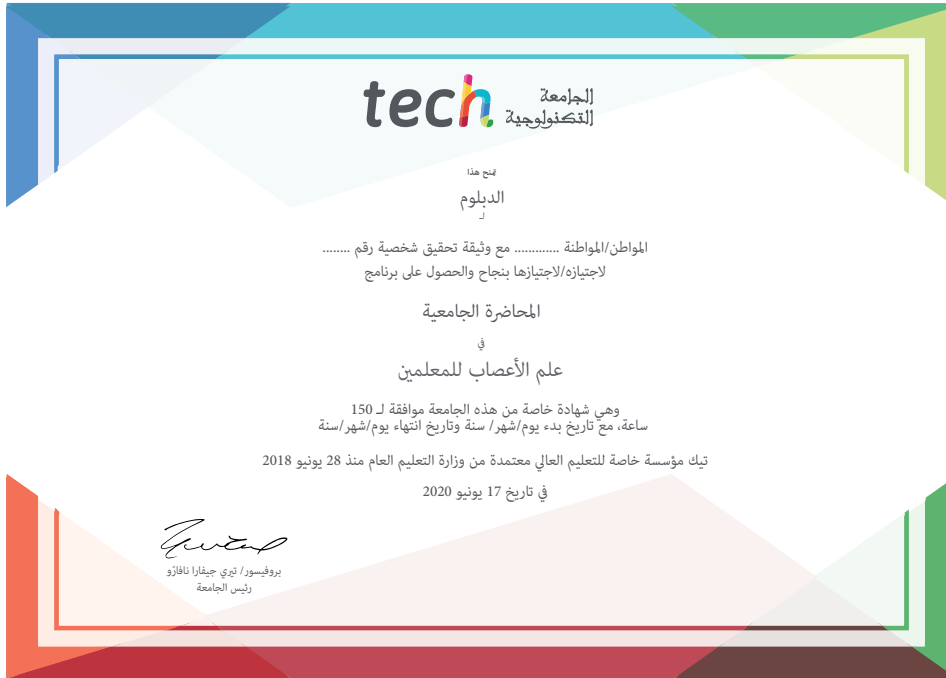 tech الجامعة
التكنولوجية
يمنح هذا
الدبلوم
لـ
المواطن/المواطنة ............. مع وثيقة تحقيق شخصية رقم ........
لاجتيازه/لاجتيازها بنجاح والحصول على برنامج
المحاضرة الجامعية
في
علم الأعصاب للمعلمين
وهي شهادة خاصة من هذه الجامعة موافقة لـ 150
ساعة، مع تاريخ بدء يوم/شهر/ سنة وتاريخ انتهاء يوم/شهر/سنة
تيك مؤسسة خاصة للتعليم العالي معتمدة من وزارة التعليم العام منذ 28 يونيو 2018
في تاريخ 17 يونيو 2020
بروفيسور/ تيري جيفارا نافارّو
رئيس الجامعة